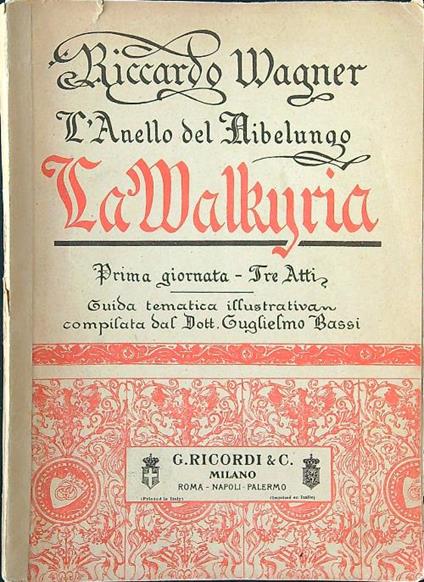 Riccardo Wagner
L'Anello del Nibelungo
La Walkyria
Prima giornata - Tre Atti
Guida tematica illustrativa
compilata dal Dott. Guglielmo Bassi
G. RICORDI & C.
MILANO
ROMA - NAPOLI - PALERMO
(Printed in Italy) (Imprimé en Italie)